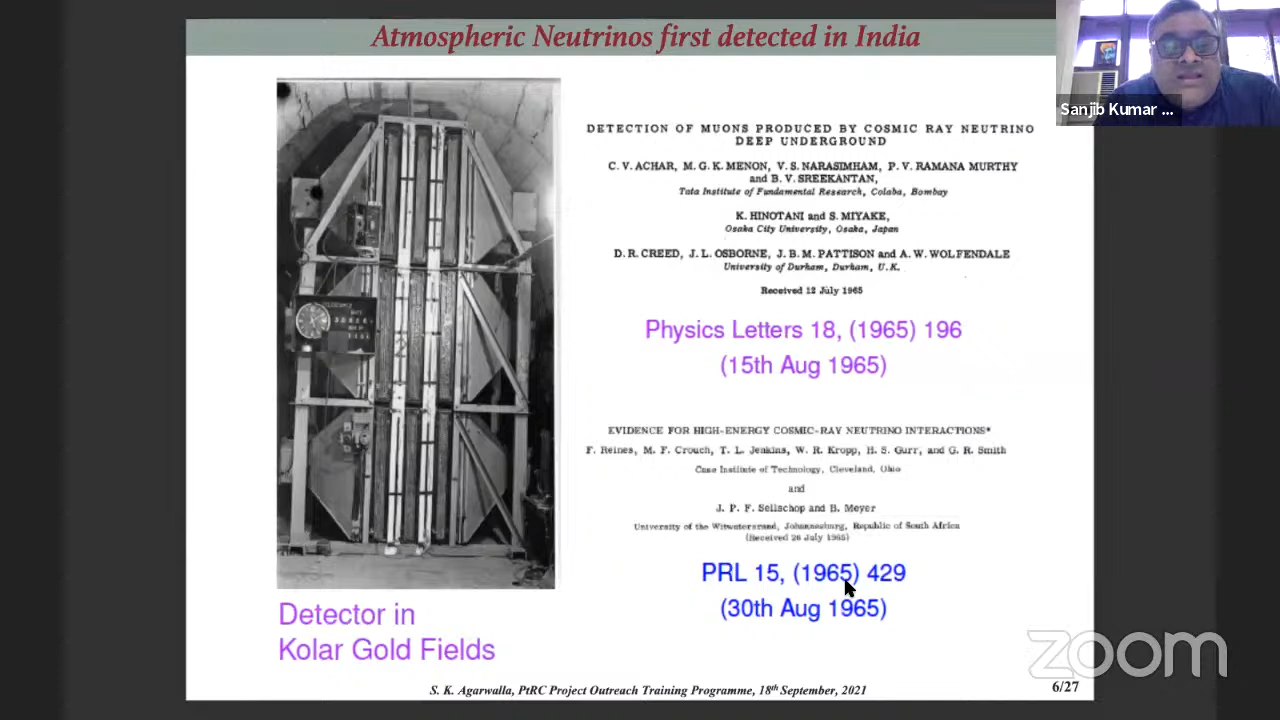 Atmospheric Neutrinos first detected in India
Sanjib Kumar ...
DETECTION OF MUONS PRODUCED BY COSMIC RAY NEUTRINO
DEEP UNDERGROUND
C. V. ACHAR, M. G. K. MENON, V. S. NARASIMHAM, P. V. RAMANA MURTHY
and B. V. SREEKANTAN,
Tata Institute of Fundamental Research, Colaba, Bombay
K. HINOTANI and S. MIYAKE,
Osaka City University, Osaka, Japan
D. R. CREED, J. L. OSBORNE, J. B. M. PATTISON and A. W. WOLFENDALE
University of Durham, Durham, U.K.
Received 12 July 1965
Physics Letters 18, (1965) 196
(15th Aug 1965)
EVIDENCE FOR HIGH-ENERGY COSMIC-RAY NEUTRINO INTERACTIONS*
F. Reines, M. F. Crouch, T. L. Jenkins, W. R. Kropp, H. S. Gurr, and G. R. Smith
Case Institute of Technology, Cleveland, Ohio
and
J. P. F. Sellschop and B. Meyer
University of the Witwatersrand, Johannesburg, Republic of South Africa
(Received 26 July 1965)
PRL 15, (1965) 429
(30th Aug 1965)
Detector in
Kolar Gold Fields
zoom
S. K. Agarwalla, PtRC Project Outreach Training Programme, 18th September, 2021
6/27